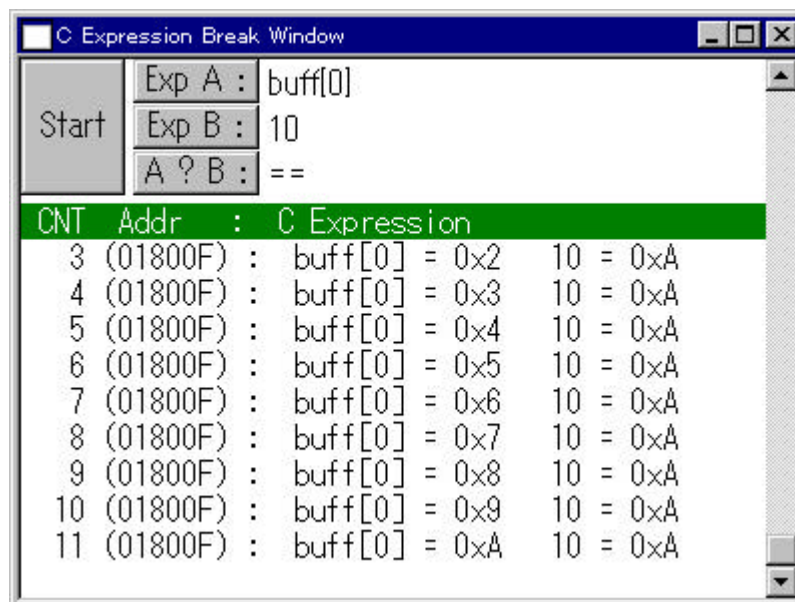 C Expression Break Window
Start
Exp A : buff[0]
Exp B : 10
A ? B : ==
CNT Addr : C Expression
3 (01800F) : buff[0] = 0x2 10 = 0xA
4 (01800F) : buff[0] = 0x3 10 = 0xA
5 (01800F) : buff[0] = 0x4 10 = 0xA
6 (01800F) : buff[0] = 0x5 10 = 0xA
7 (01800F) : buff[0] = 0x6 10 = 0xA
8 (01800F) : buff[0] = 0x7 10 = 0xA
9 (01800F) : buff[0] = 0x8 10 = 0xA
10 (01800F) : buff[0] = 0x9 10 = 0xA
11 (01800F) : buff[0] = 0xA 10 = 0xA